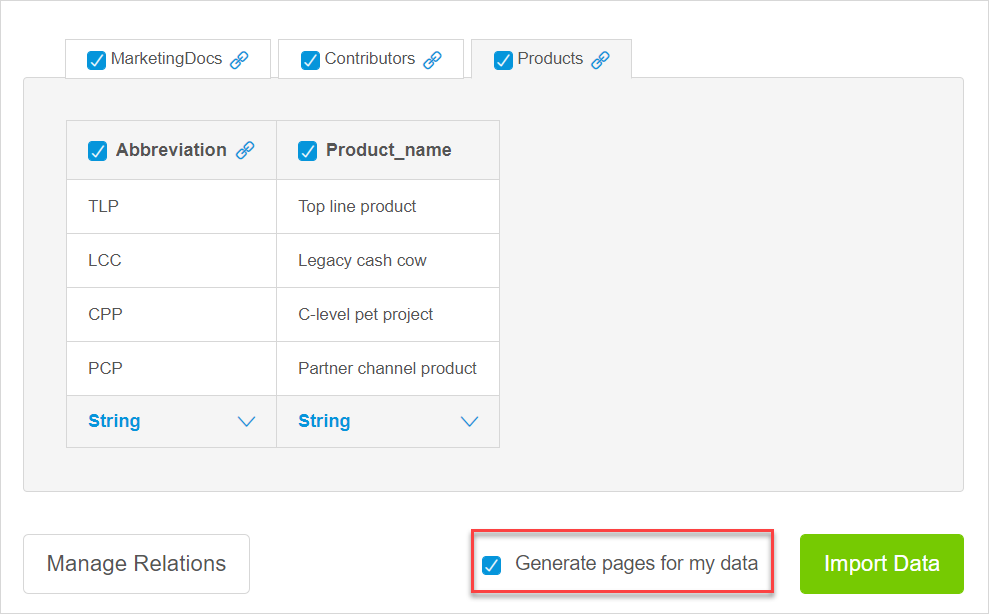 MarketingDocs Contributors Products
Abbreviation Product_name
TLP Top line product
LCC Legacy cash cow
CPP C-level pet project
PCP Partner channel product
String String
Manage Relations Generate pages for my data Import Data